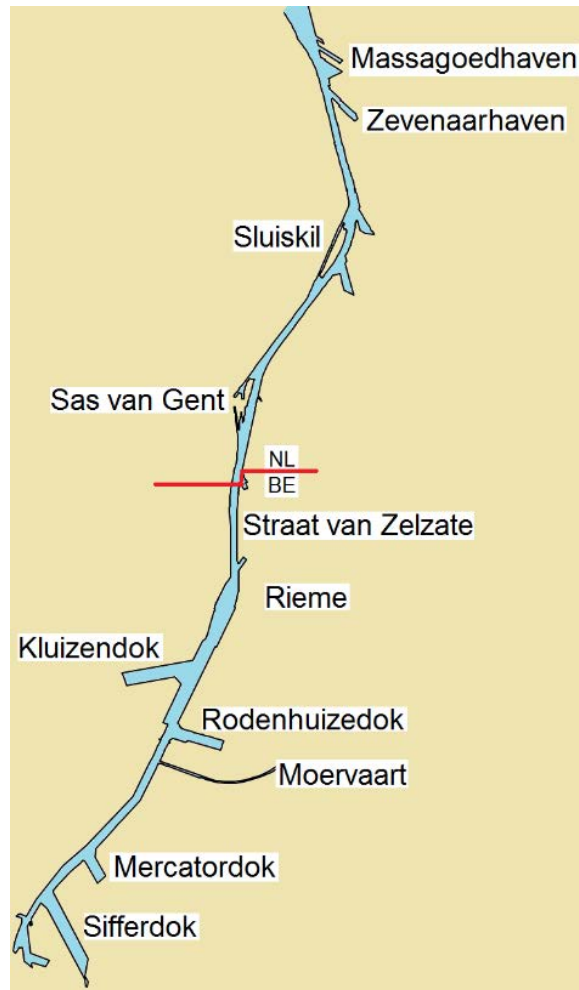 Massagoedhaven
Zevenaarhaven
Sluiskil
Sas van Gent
NL
BE
Straat van Zelzate
Rieme
Kluizendok
Rodenhuizedok
Moervaart
Mercatordok
Sifferdok